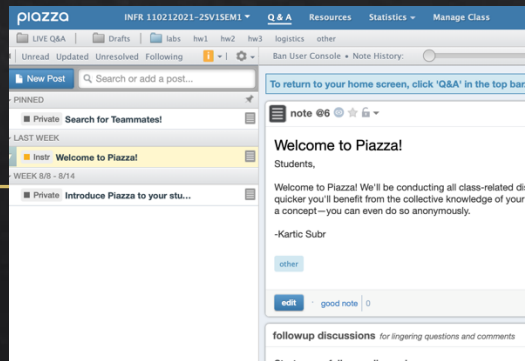 piazza INFR 110212021-2SV1SEM1 Q & A Resources Statistics Manage Class
LIVE Q&A Drafts labs hw1 hw2 hw3 logistics other
Unread Updated Unresolved Following Ban User Console • Note History:
New Post Search or add a post...
PINNED
Private Search for Teammates!
LAST WEEK
Instr Welcome to Piazza!
WEEK 8/8 - 8/14
Private Introduce Piazza to your stu...
To return to your home screen, click 'Q&A' in the top bar.
note @6
Welcome to Piazza!
Students,
Welcome to Piazza! We'll be conducting all class-related
quicker you'll benefit from the collective knowledge of your
a concept—you can even do so anonymously.
-Kartic Subr
other
edit · good note 0
followup discussions for lingering questions and comments